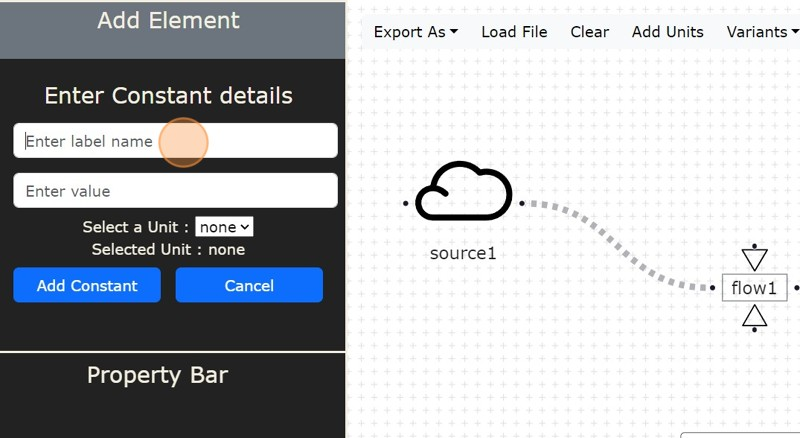 Add Element
Enter Constant details
Enter label name
Enter value
Select a Unit : none
Selected Unit : none
Add Constant Cancel
Property Bar
Export As Load File Clear Add Units Variants
source1
flow1